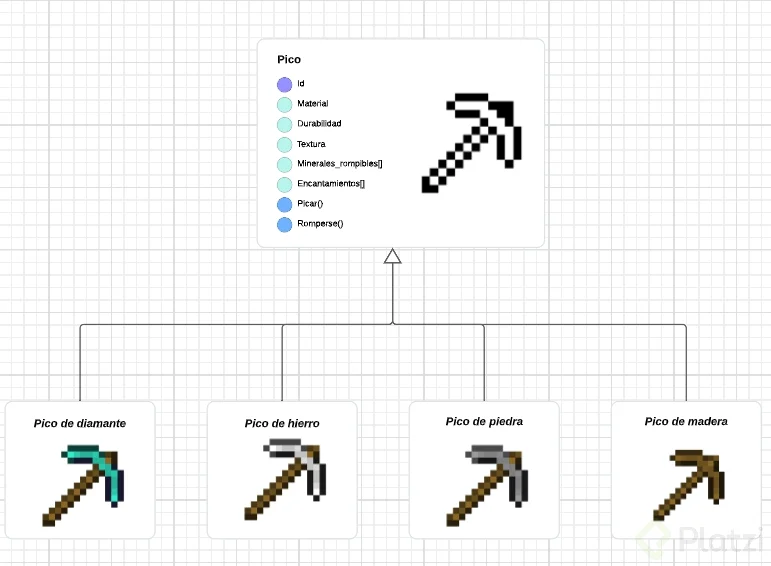 Pico
Id
Material
Durabilidad
Textura
Minerales_rompibles[]
Encantamientos[]
Picar()
Romperse()
Pico de diamante
Pico de hierro
Pico de piedra
Pico de madera
Platzi